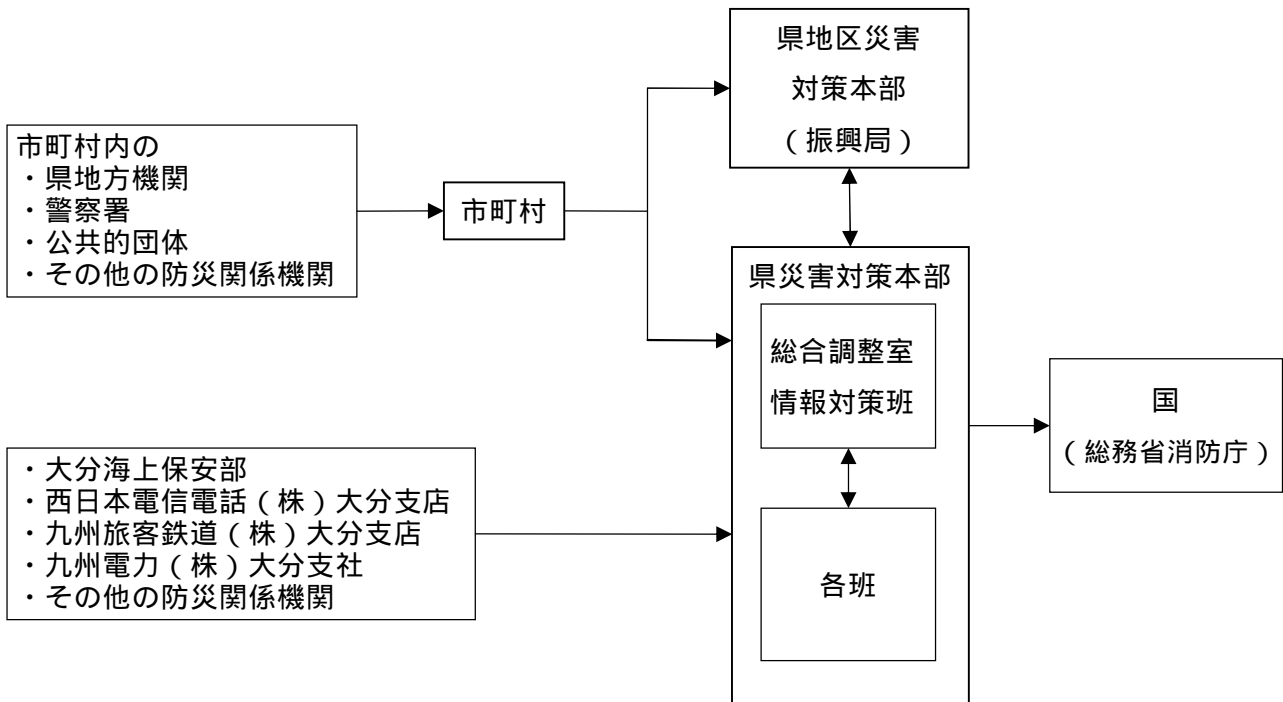 県地区災害
対策本部
（振興局）
市町村内の
・県地方機関
・警察署
・公共的団体
・その他の防災関係機関
市町村
県災害対策本部
総合調整室
情報対策班
国
（総務省消防庁）
・大分海上保安部
・西日本電信電話（株）大分支店
・九州旅客鉄道（株）大分支店
・九州電力（株）大分支社
・その他の防災関係機関
各班